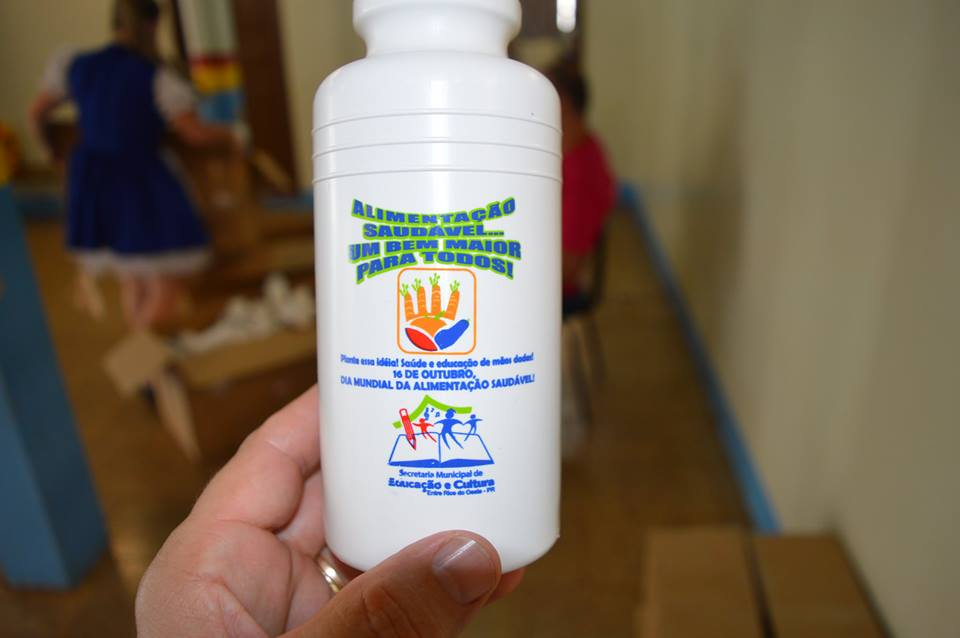 ALIMENTAÇÃO
SAUDÁVEL...
UM BEM MAIOR
PARA TODOS!
Plante essa idéia! Saúde e educação de mãos dadas!
16 DE OUTUBRO,
DIA MUNDIAL DA ALIMENTAÇÃO SAUDÁVEL!
Secretaria Municipal de
Educação e Cultura
Entre Rios do Oeste - PR